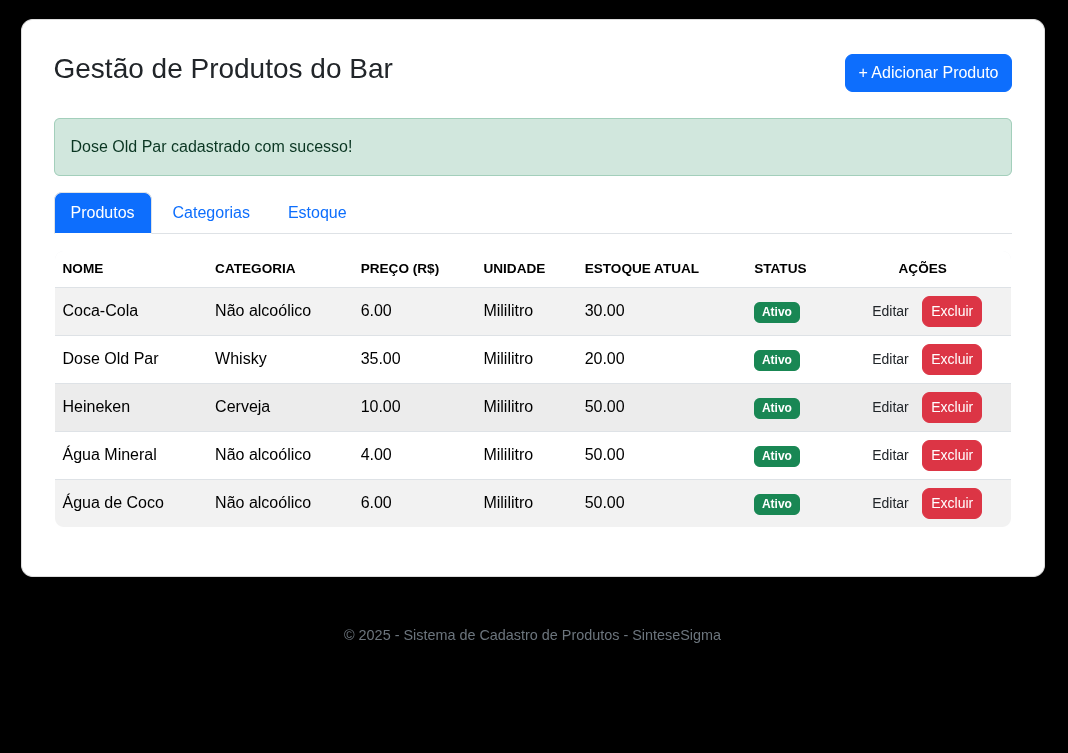 Gestão de Produtos do Bar
+ Adicionar Produto
Dose Old Par cadastrado com sucesso!
Produtos Categorias Estoque
NOME CATEGORIA PREÇO (R$) UNIDADE ESTOQUE ATUAL STATUS AÇÕES
Coca-Cola Não alcoólico 6.00 Mililitro 30.00 Ativo Editar Excluir
Dose Old Par Whisky 35.00 Mililitro 20.00 Ativo Editar Excluir
Heineken Cerveja 10.00 Mililitro 50.00 Ativo Editar Excluir
Água Mineral Não alcoólico 4.00 Mililitro 50.00 Ativo Editar Excluir
Água de Coco Não alcoólico 6.00 Mililitro 50.00 Ativo Editar Excluir
© 2025 - Sistema de Cadastro de Produtos - SinteseSigma